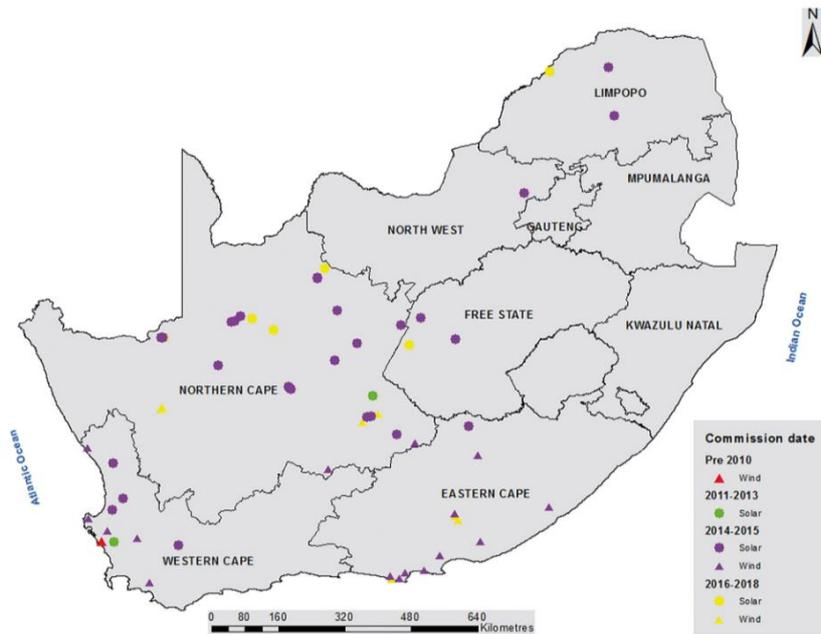 N
LIMPOPO
MPUMALANGA
NORTH WEST
GAUTENG
FREE STATE
KWAZULU NATAL
Indian Ocean
NORTHERN CAPE
Atlantic Ocean
EASTERN CAPE
WESTERN CAPE
Commission date
Pre 2010
Wind
2011-2013
Solar
2014-2015
Solar
Wind
2016-2018
Solar
Wind
0 80 160 320 480 640
Kilometres